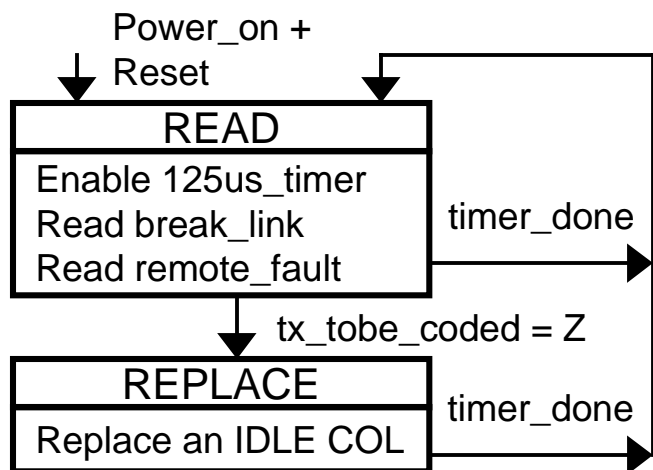 Power_on +
Reset
READ
Enable 125us_timer
Read break_link
Read remote_fault
timer_done
tx_tobe_coded = Z
REPLACE
Replace an IDLE COL
timer_done